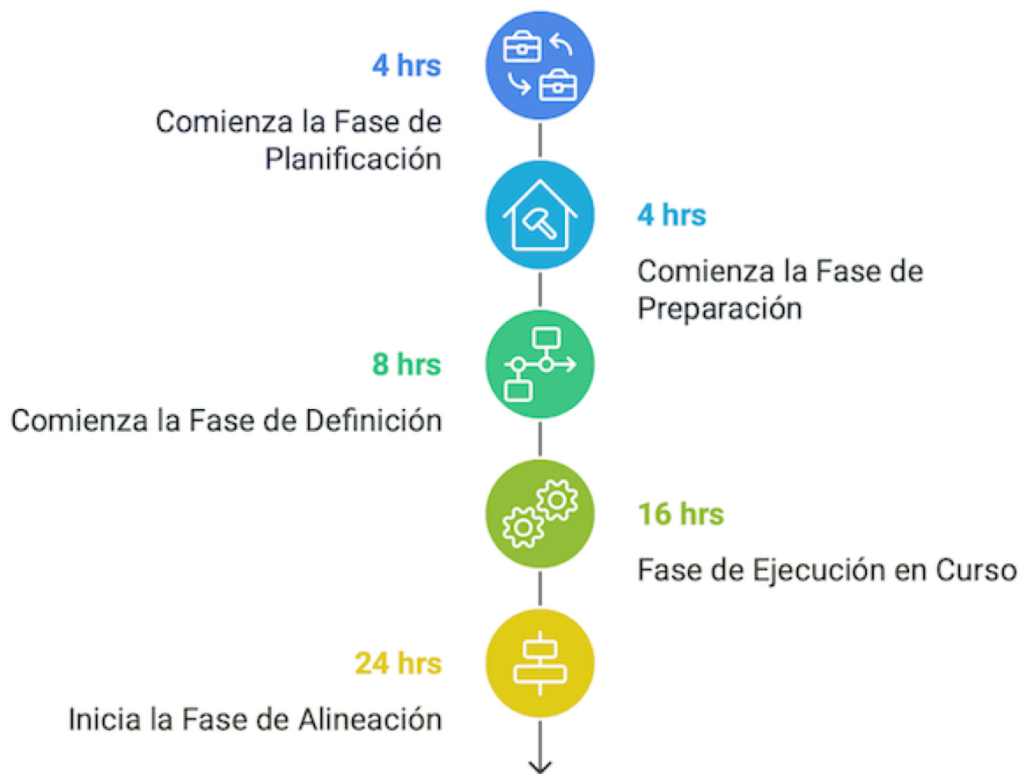 4 hrs
Comienza la Fase de
Planificación
4 hrs
Comienza la Fase de
Preparación
8 hrs
Comienza la Fase de Definición
16 hrs
Fase de Ejecución en Curso
24 hrs
Inicia la Fase de Alineación